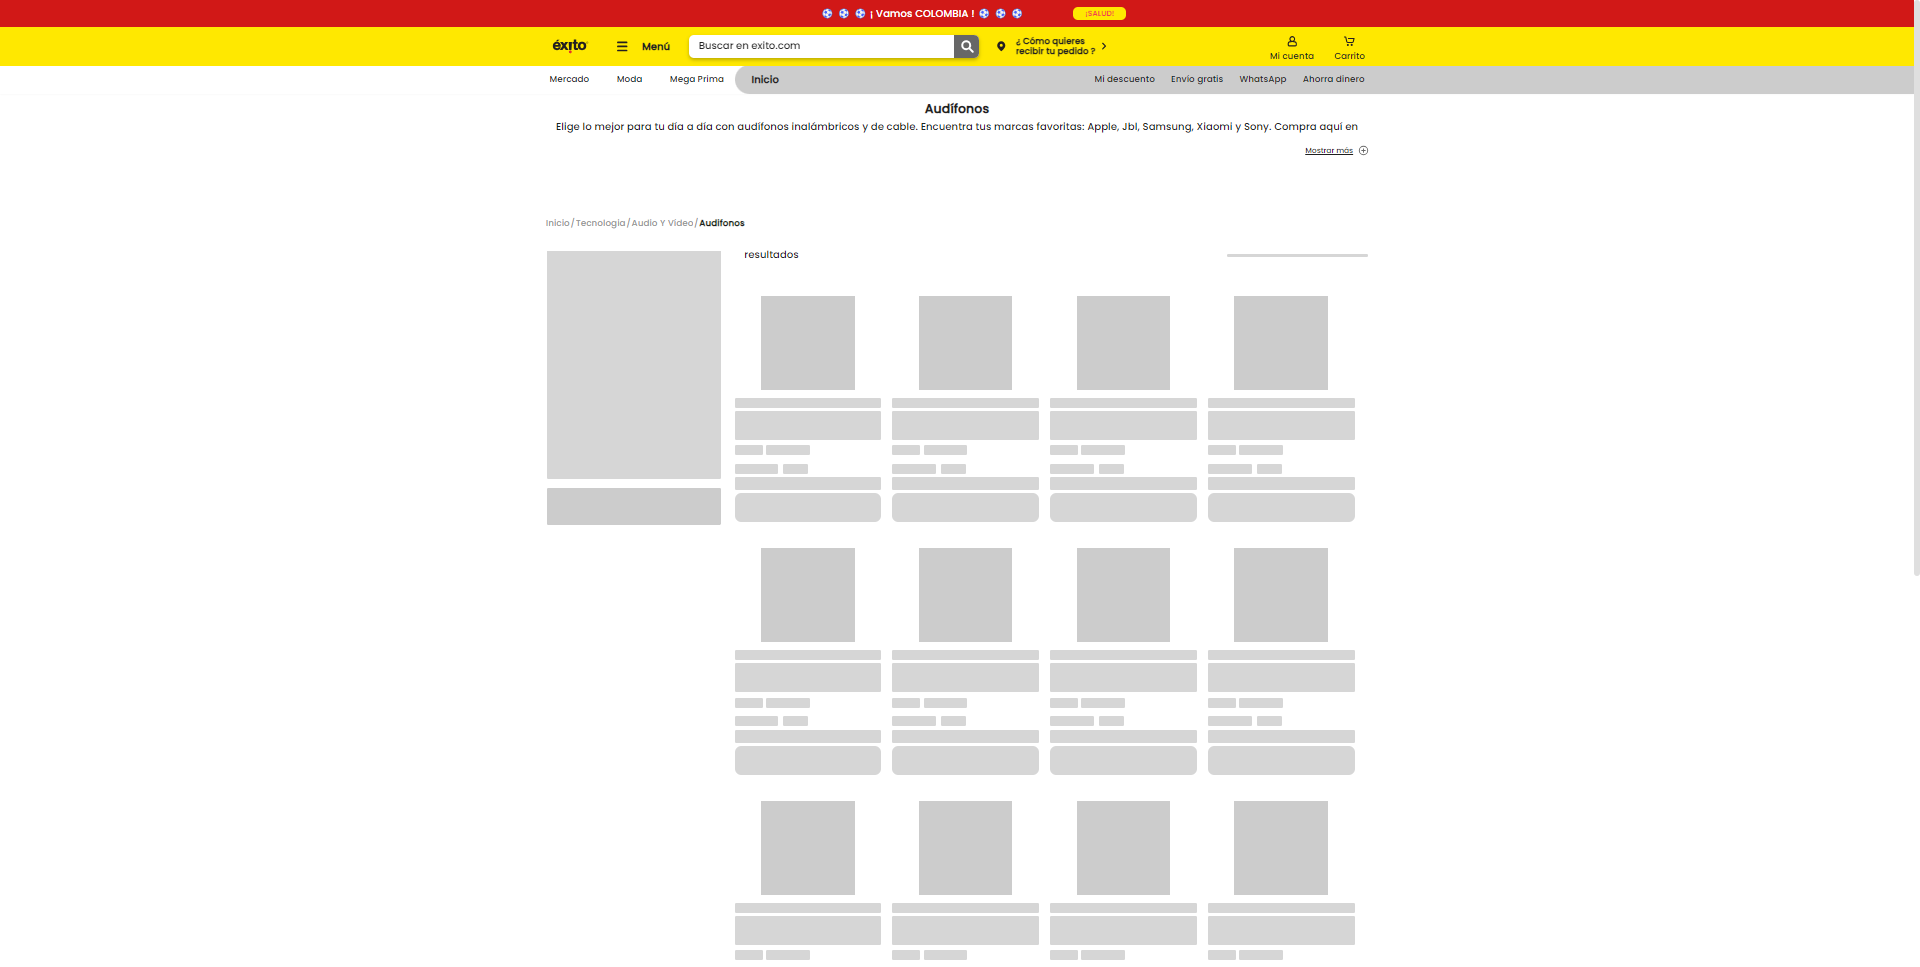 ¡ Vamos COLOMBIA !
¡SALUD!
éxito
Menú
Buscar en exito.com
¿ Cómo quieres
recibir tu pedido ?
Mi cuenta
Carrito
Mercado
Moda
Mega Prima
Inicio
Mi descuento
Envío gratis
WhatsApp
Ahorra dinero
Audífonos
Elige lo mejor para tu día a día con audífonos inalámbricos y de cable. Encuentra tus marcas favoritas: Apple, Jbl, Samsung, Xiaomi y Sony. Compra aquí en
Mostrar más
Inicio/Tecnología/Audio Y Video/Audifonos
resultados